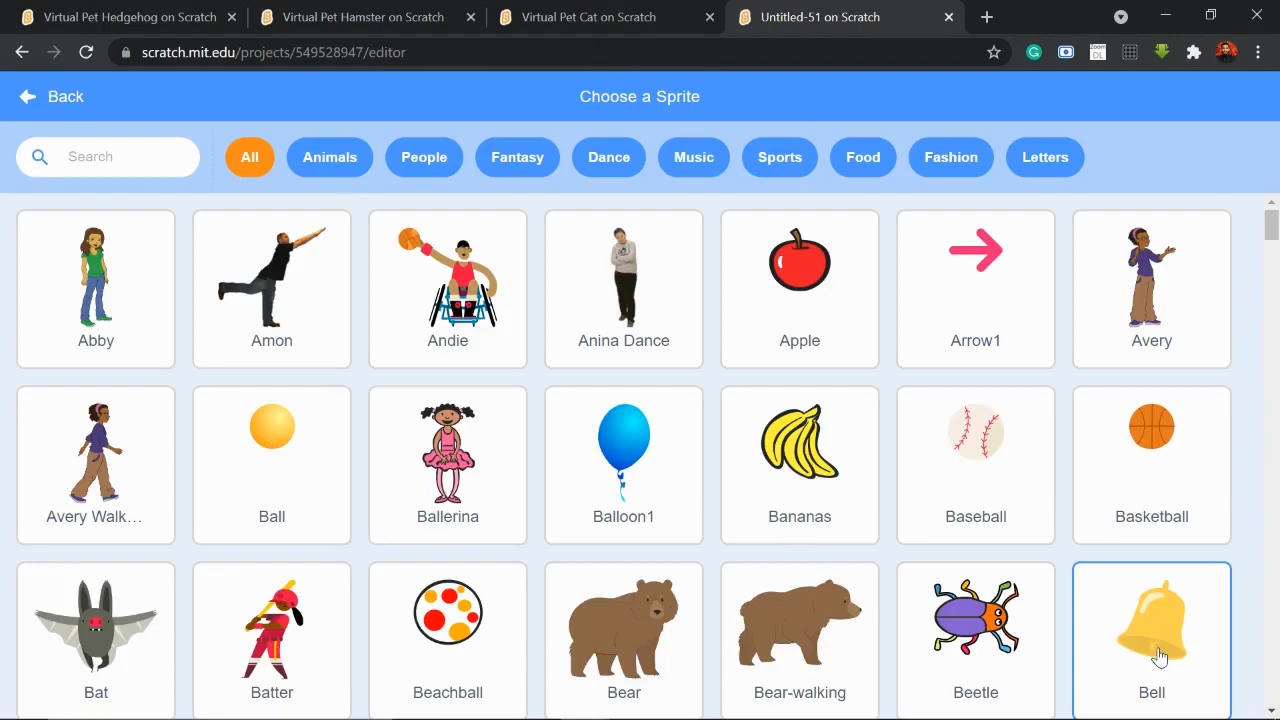 Virtual Pet Hedgehog on Scratch
Virtual Pet Hamster on Scratch
Virtual Pet Cat on Scratch
Untitled-51 on Scratch
scratch.mit.edu/projects/549528947/editor
Zoom
DL
Back
Choose a Sprite
Search
All
Animals
People
Fantasy
Dance
Music
Sports
Food
Fashion
Letters
Abby
Amon
Andie
Anina Dance
Apple
Arrow1
Avery
Avery Walk...
Ball
Ballerina
Balloon1
Bananas
Baseball
Basketball
Bat
Batter
Beachball
Bear
Bear-walking
Beetle
Bell